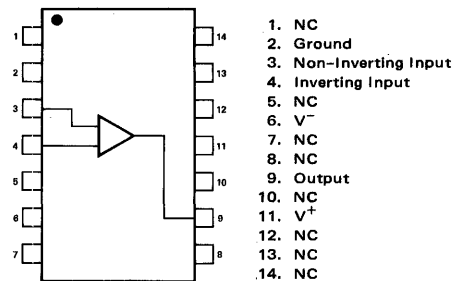 1
2
3
4
5
6
7
14
13
12
11
10
9
8
1. NC
2. Ground
3. Non-Inverting Input
4. Inverting Input
5. NC
6. V⁻
7. NC
8. NC
9. Output
10. NC
11. V⁺
12. NC
13. NC
14. NC